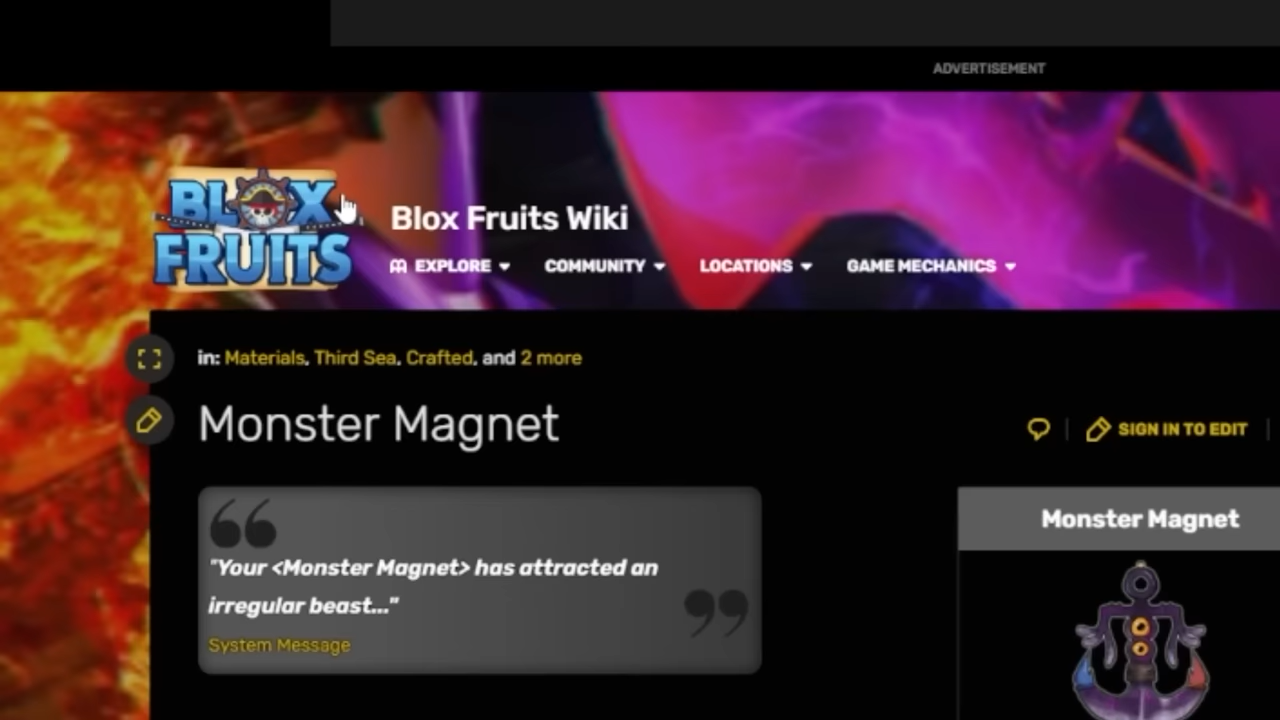 ADVERTISEMENT
BLOX
FRUITS
Blox Fruits Wiki
EXPLORE COMMUNITY LOCATIONS GAME MECHANICS
in: Materials, Third Sea, Crafted, and 2 more
Monster Magnet
SIGN IN TO EDIT
"Your <Monster Magnet> has attracted an
irregular beast..."
System Message
Monster Magnet